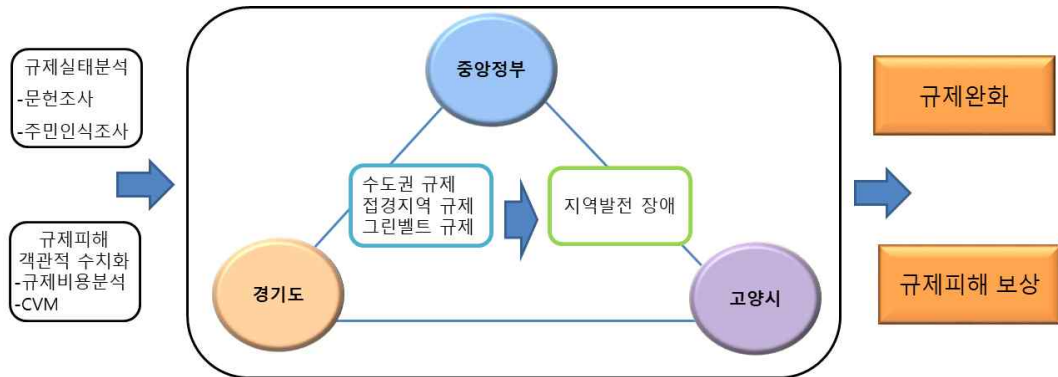 규제실태분석
-문헌조사
-주민인식조사
규제피해
객관적 수치화
-규제비용분석
-CVM
중앙정부
수도권 규제
접경지역 규제
그린벨트 규제
지역발전 장애
경기도
고양시
규제완화
규제피해 보상